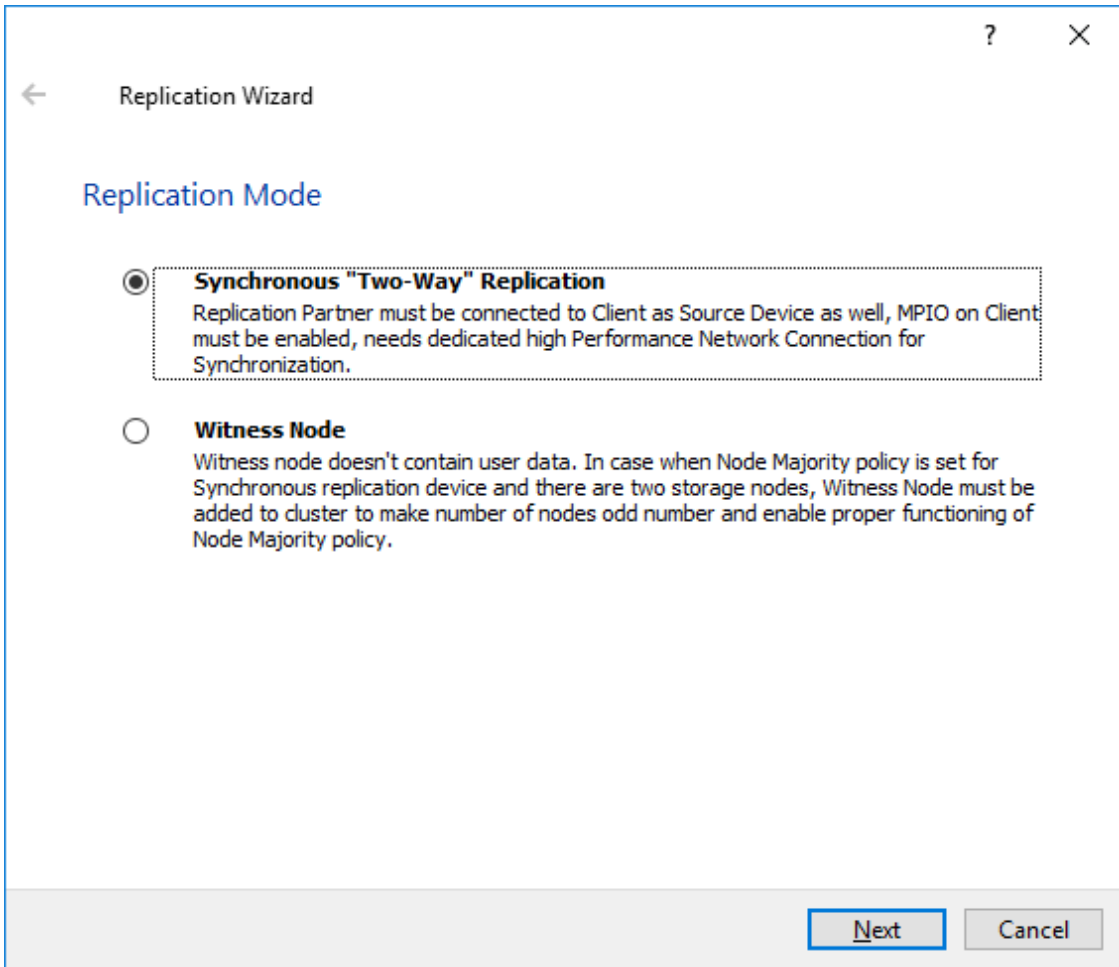 ?
Replication Wizard
Replication Mode
Synchronous "Two-Way" Replication
Replication Partner must be connected to Client as Source Device as well, MPIO on Client
must be enabled, needs dedicated high Performance Network Connection for
Synchronization.
Witness Node
Witness node doesn't contain user data. In case when Node Majority policy is set for
Synchronous replication device and there are two storage nodes, Witness Node must be
added to cluster to make number of nodes odd number and enable proper functioning of
Node Majority policy.
Next
Cancel